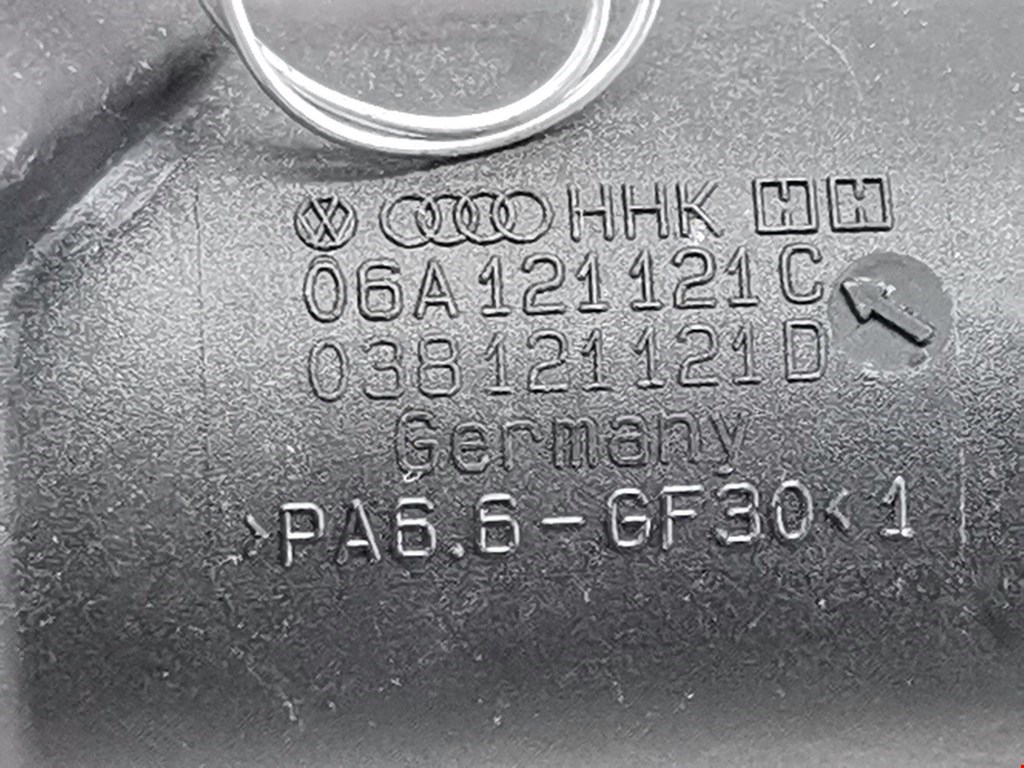 HHK H H
06A 121 121 C
038 121 121 D
Germany
>PA6.6-GF30< 1